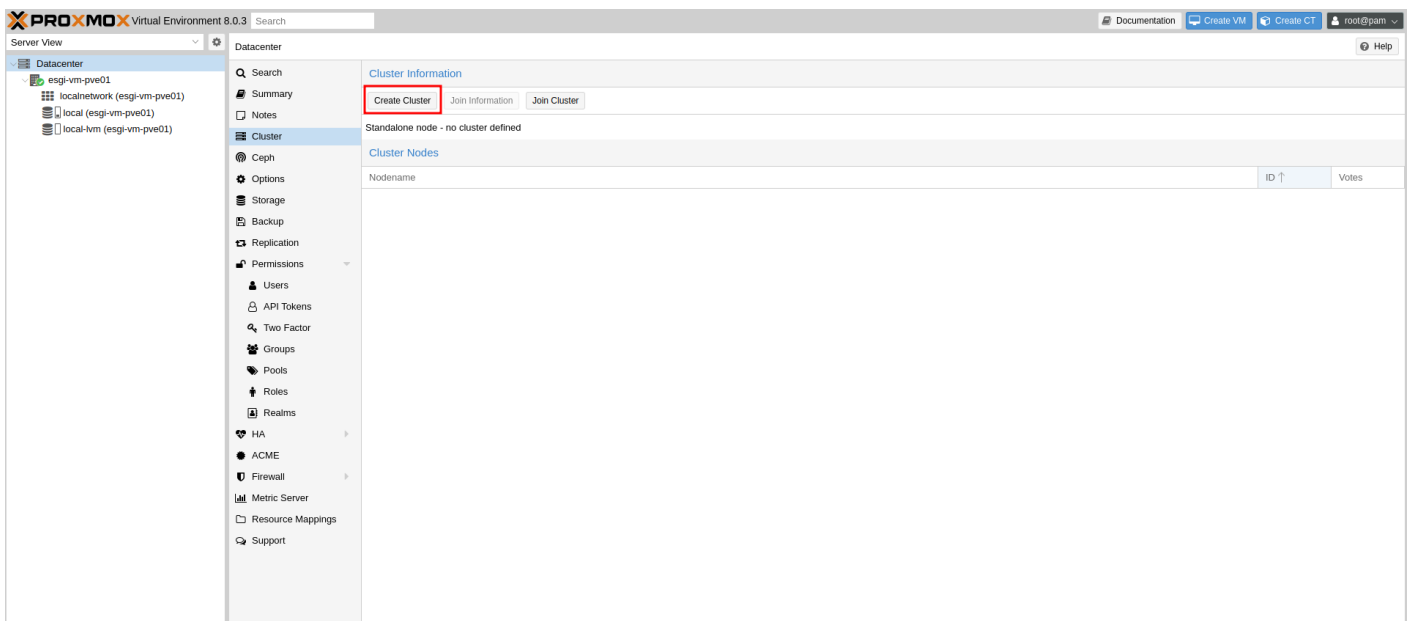 PROXMOX Virtual Environment 8.0.3 Search Documentation Create VM Create CT root@pam
Server View
Datacenter
esgi-vm-pve01
localnetwork (esgi-vm-pve01)
local (esgi-vm-pve01)
local-lvm (esgi-vm-pve01)
Datacenter Help
Search
Summary
Notes
Cluster
Ceph
Options
Storage
Backup
Replication
Permissions
Users
API Tokens
Two Factor
Groups
Pools
Roles
Realms
HA
ACME
Firewall
Metric Server
Resource Mappings
Support
Cluster Information
Create Cluster Join Information Join Cluster
Standalone node - no cluster defined
Cluster Nodes
Nodename ID ↑ Votes